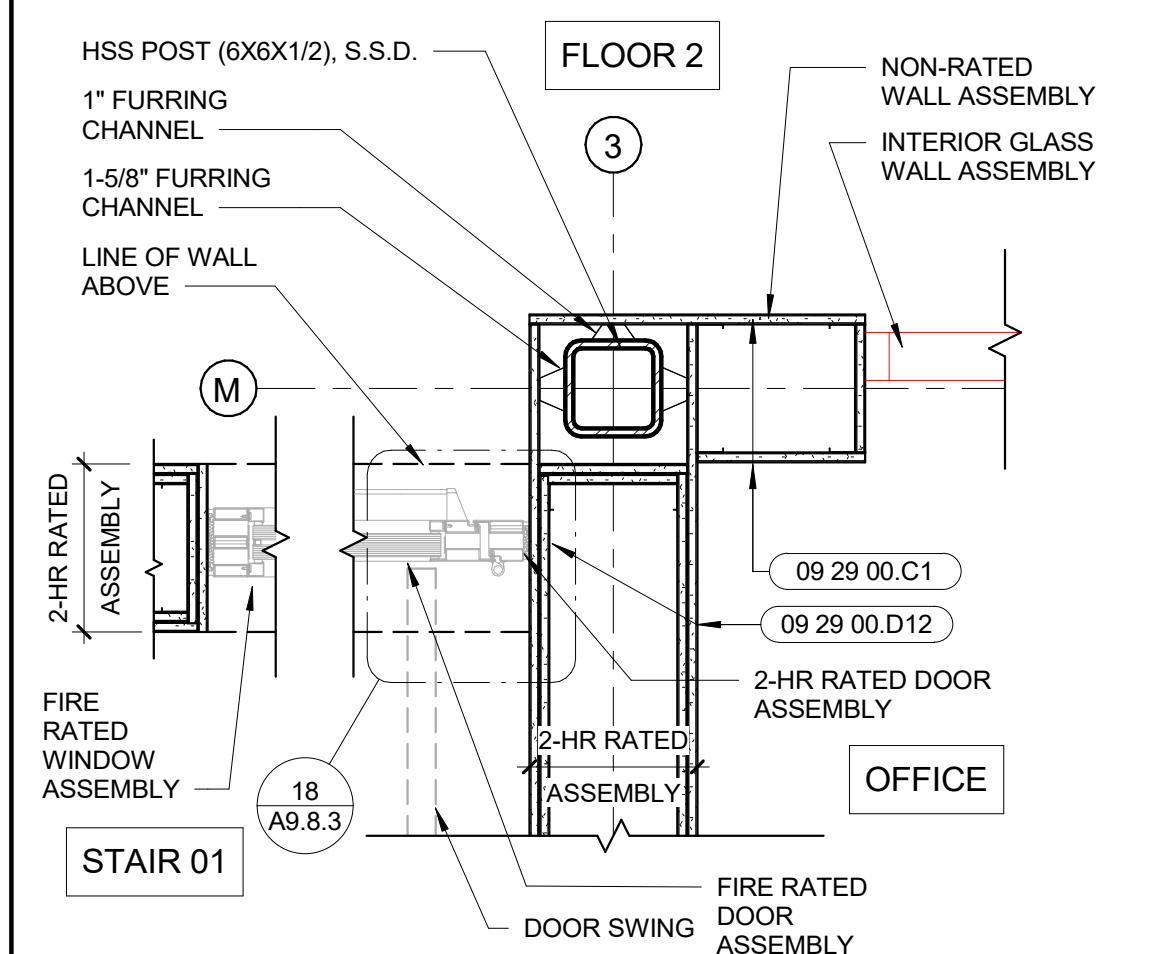 HSS POST (6X6X1/2), S.S.D.
FLOOR 2
NON-RATED
WALL ASSEMBLY
1" FURRING
CHANNEL
3
INTERIOR GLASS
WALL ASSEMBLY
1-5/8" FURRING
CHANNEL
LINE OF WALL
ABOVE
M
2-HR RATED
ASSEMBLY
09 29 00.C1
09 29 00.D12
2-HR RATED DOOR
ASSEMBLY
FIRE
RATED
WINDOW
ASSEMBLY
2-HR RATED
ASSEMBLY
OFFICE
18
A9.8.3
STAIR 01
FIRE RATED
DOOR
ASSEMBLY
DOOR SWING